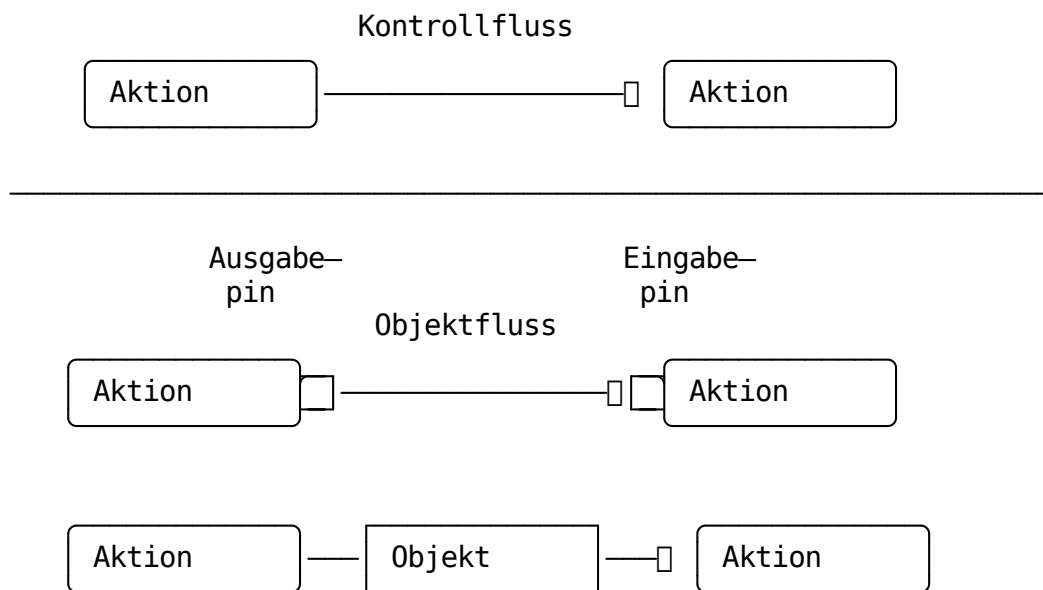 Kontrollfluss
Aktion Aktion
Ausgabe– Eingabe–
pin pin
Objektfluss
Aktion Aktion
Aktion Objekt Aktion